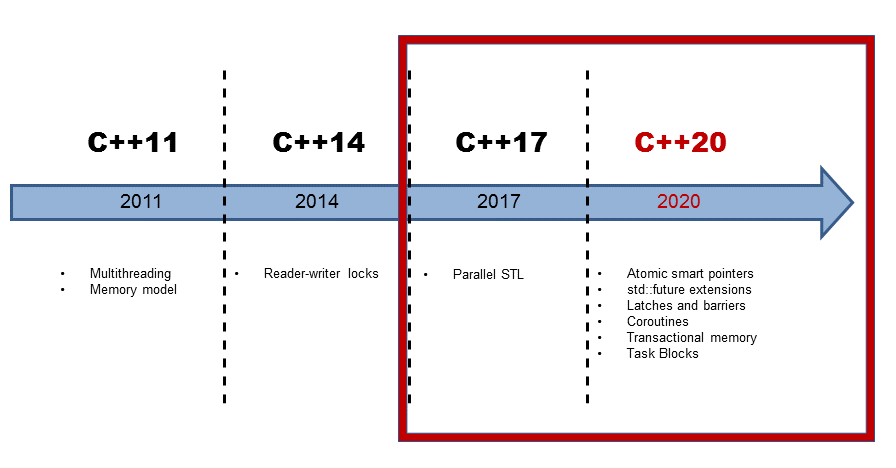 C++11
C++14
C++17
C++20
2011
2014
2017
2020
• Multithreading
• Memory model
• Reader-writer locks
• Parallel STL
• Atomic smart pointers
• std::future extensions
• Latches and barriers
• Coroutines
• Transactional memory
• Task Blocks